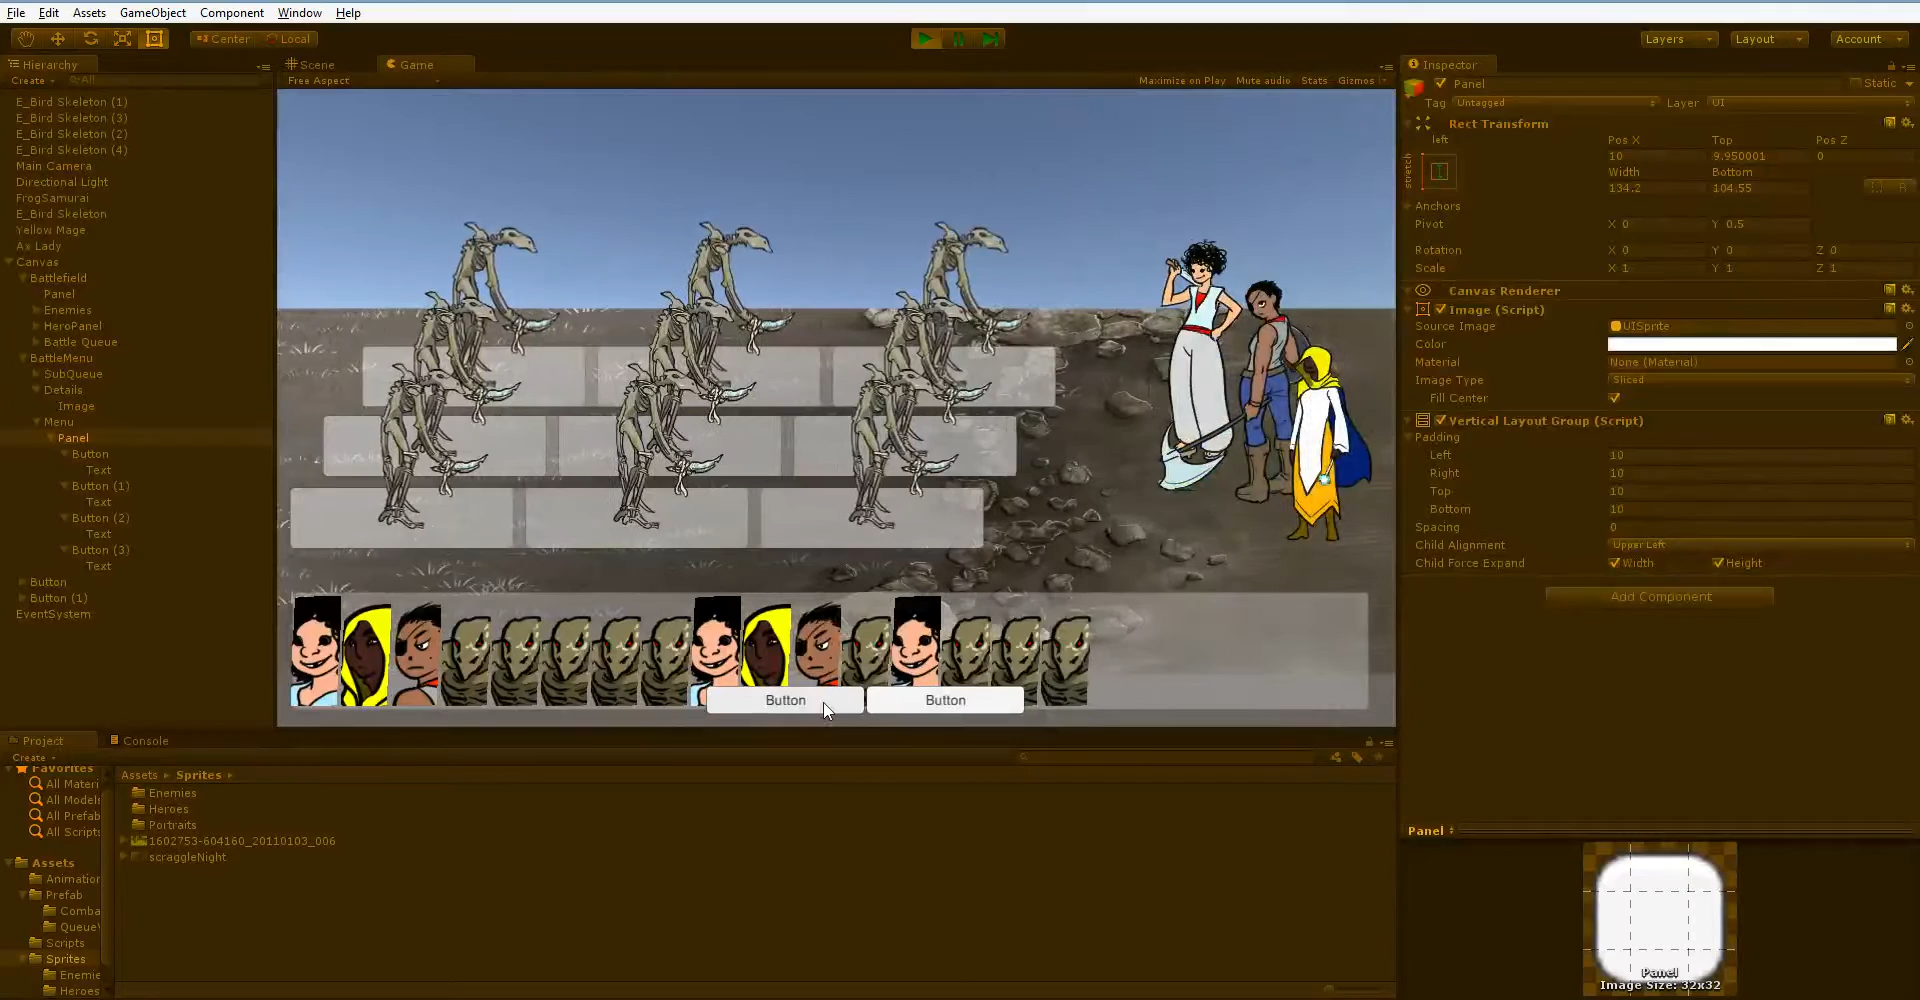 File Edit Assets GameObject Component Window Help
Center Local Layers Layout Account
Hierarchy
Create All
E_Bird Skeleton (1)
E_Bird Skeleton (3)
E_Bird Skeleton (2)
E_Bird Skeleton (4)
Main Camera
Directional Light
FrogSamurai
E_Bird Skeleton
Yellow Mage
Ax Lady
Canvas
Battlefield
Panel
Enemies
HeroPanel
Battle Queue
BattleMenu
SubQueue
Details
Image
Menu
Panel
Button
Text
Button (1)
Text
Button (2)
Text
Button (3)
Text
Button
Button (1)
EventSystem
Scene Game
Free Aspect Maximize on Play Mute audio Stats Gizmos
Button Button
Inspector
Panel Static
Tag Untagged Layer UI
Rect Transform
left Pos X Top Pos Z
stretch 10 9.950001 0
Width Bottom
134.2 104.55 R
Anchors
Pivot X 0 Y 0.5
Rotation X 0 Y 0 Z 0
Scale X 1 Y 1 Z 1
Canvas Renderer
Image (Script)
Source Image UISprite
Color
Material None (Material)
Image Type Sliced
Fill Center
Vertical Layout Group (Script)
Padding
Left 10
Right 10
Top 10
Bottom 10
Spacing 0
Child Alignment Upper Left
Child Force Expand Width Height
Add Component
Panel
Panel
Image Size: 32x32
Project Console
Create
Favorites
All Materi
All Models
All Prefab
All Scripts
Assets
Animation
Prefab
Comba
QueueV
Scripts
Sprites
Enemie
Heroes
Assets Sprites
Enemies
Heroes
Portraits
1602753-604160_20110103_006
scraggleNight